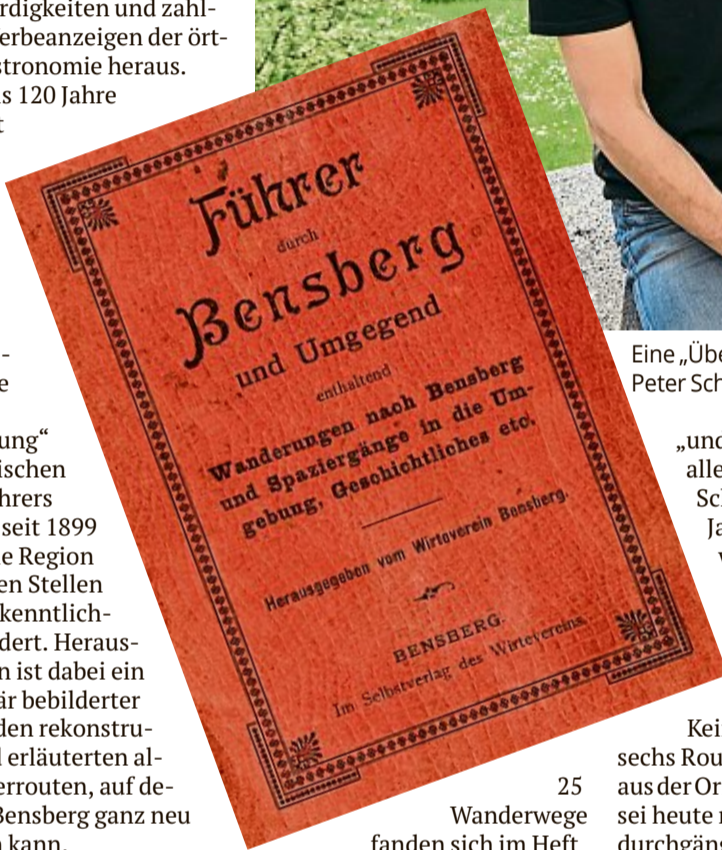 rdigkeiten und zahl-
erbeanzeigen der ört-
stronomie heraus.
s 120 Jahre
t
-
e
ung“
ischen
hrers
seit 1899
e Region
en Stellen
kenntlich-
dert. Heraus-
n ist dabei ein
är bebilderter
den rekonstru-
l erläuterten al-
errouten, auf de-
Bensberg ganz neu
n kann.
Führer
durch
Bensberg
und Umgegend
enthaltend
Wanderungen nach Bensberg
und Spaziergänge in die Um-
gebung, Geschichtliches etc.
Herausgegeben vom Wirteverein Bensberg.
BENSBERG.
Im Selbstverlag des Wirtevereins.
25
Wanderwege
fanden sich im Heft
Eine „Übe
Peter Sch
„und
alle
Sc
Ja
Kei
sechs Rou
aus der Or
sei heute
durchgän